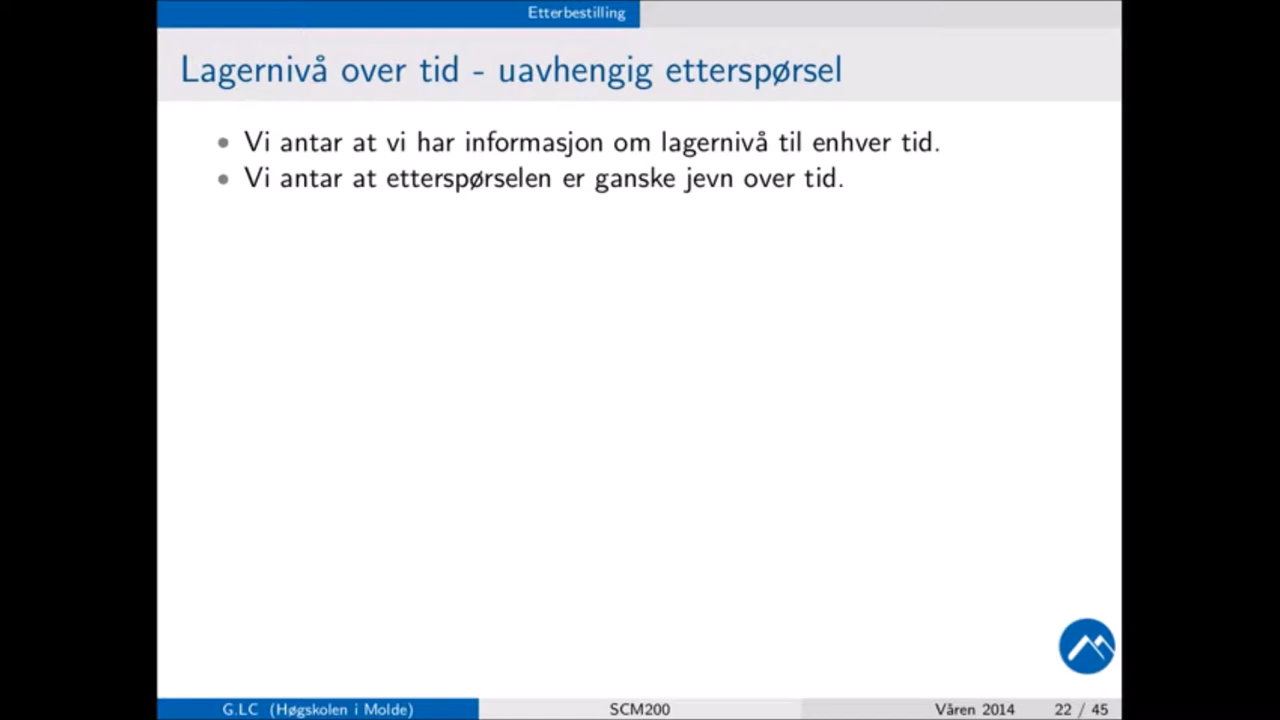 Etterbestilling
Lagernivå over tid - uavhengig etterspørsel
Vi antar at vi har informasjon om lagernivå til enhver tid.
Vi antar at etterspørselen er ganske jevn over tid.
G.LC (Høgskolen i Molde) SCM200 Våren 2014 22 / 45